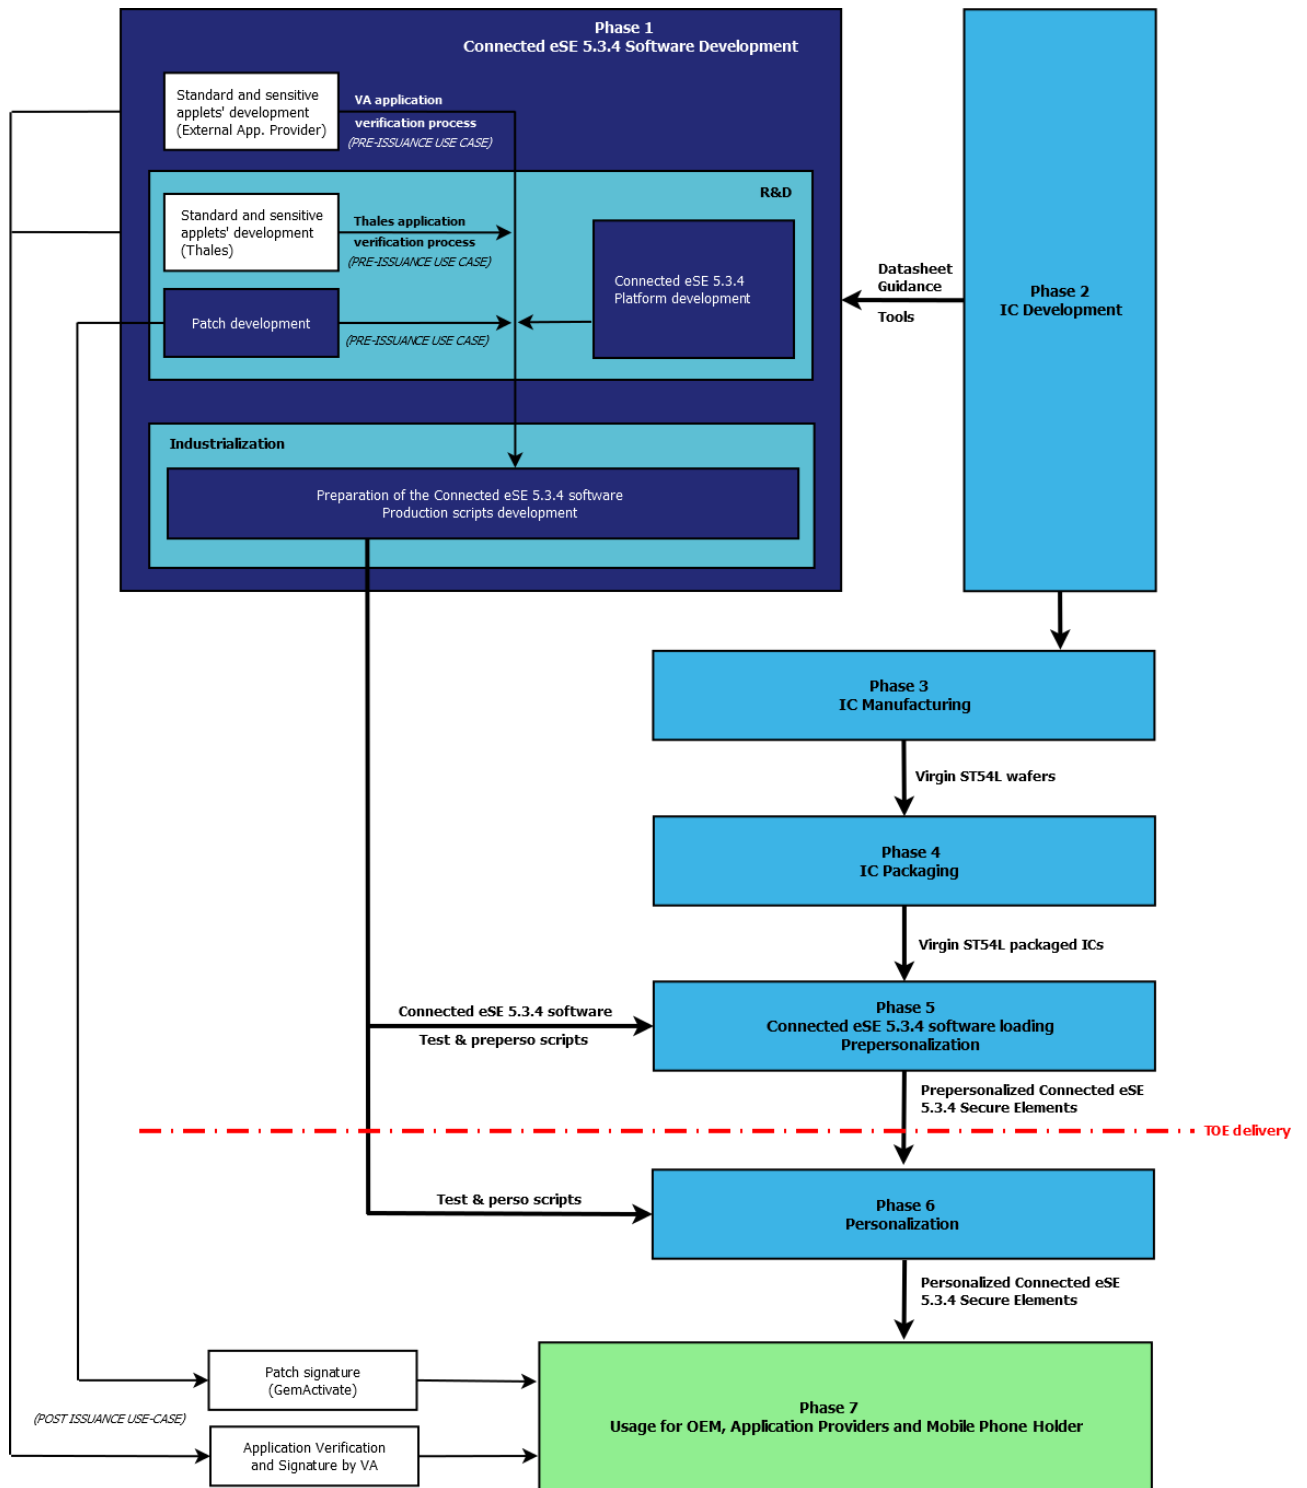 Phase 1
Connected eSE 5.3.4 Software Development
Standard and sensitive
applets' development
(External App. Provider)
VA application
verification process
(PRE-ISSUANCE USE CASE)
R&D
Standard and sensitive
applets' development
(Thales)
Thales application
verification process
(PRE-ISSUANCE USE CASE)
Connected eSE 5.3.4
Platform development
Patch development
(PRE-ISSUANCE USE CASE)
Datasheet
Guidance
Tools
Phase 2
IC Development
Industrialization
Preparation of the Connected eSE 5.3.4 software
Production scripts development
Phase 3
IC Manufacturing
Virgin ST54L wafers
Phase 4
IC Packaging
Virgin ST54L packaged ICs
Connected eSE 5.3.4 software
Test & preperso scripts
Phase 5
Connected eSE 5.3.4 software loading
Prepersonalization
Prepersonalized Connected eSE
5.3.4 Secure Elements
TOE delivery
Test & perso scripts
Phase 6
Personalization
Personalized Connected eSE
5.3.4 Secure Elements
Patch signature
(GemActivate)
(POST ISSUANCE USE-CASE)
Application Verification
and Signature by VA
Phase 7
Usage for OEM, Application Providers and Mobile Phone Holder